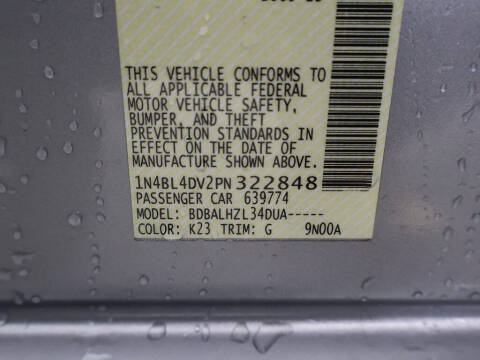 THIS VEHICLE CONFORMS TO
ALL APPLICABLE FEDERAL
MOTOR VEHICLE SAFETY,
BUMPER, AND THEFT
PREVENTION STANDARDS IN
EFFECT ON THE DATE OF
MANUFACTURE SHOWN ABOVE.
1N4BL4DV2PN322848
PASSENGER CAR 639774
MODEL: BDBALHZL34DUA-----
COLOR: K23 TRIM: G 9N00A